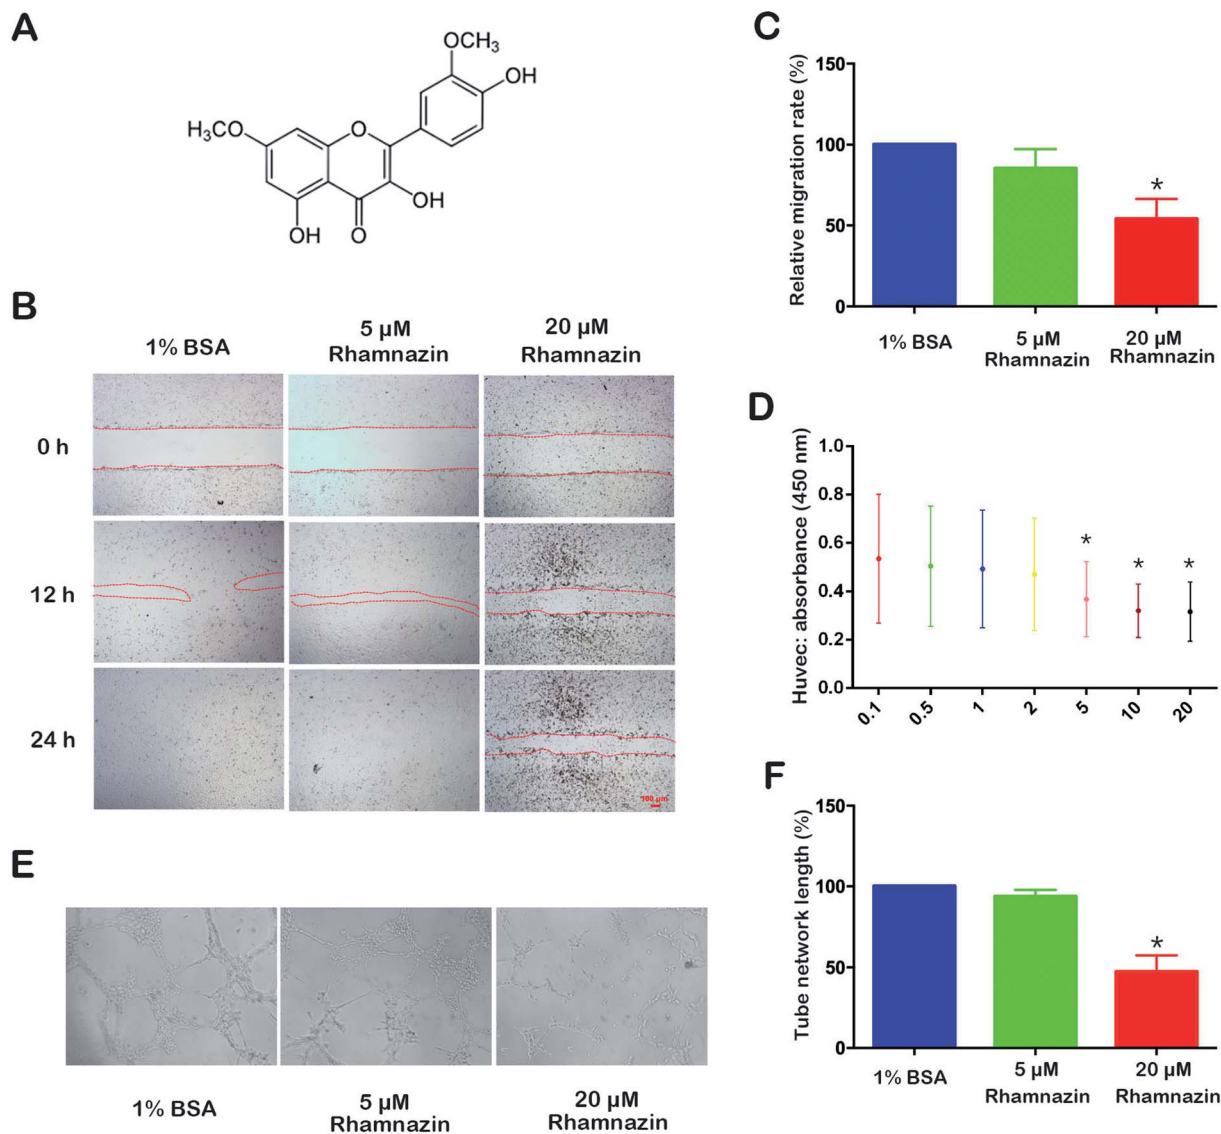 A
OCH3
OH
H3CO
O
OH
OH
O
B
1% BSA
5 µM
Rhamnazin
20 µM
Rhamnazin
0 h
12 h
24 h
100 µm
C
Relative migration rate (%)
150
100
50
0
*
1% BSA
5 µM
Rhamnazin
20 µM
Rhamnazin
D
Huvec: absorbance (450 nm)
1.0
0.8
0.6
0.4
0.2
0.0
*
*
*
0.1
0.5
1
2
5
10
20
E
1% BSA
5 µM
Rhamnazin
20 µM
Rhamnazin
F
Tube network length (%)
150
100
50
0
*
1% BSA
5 µM
Rhamnazin
20 µM
Rhamnazin